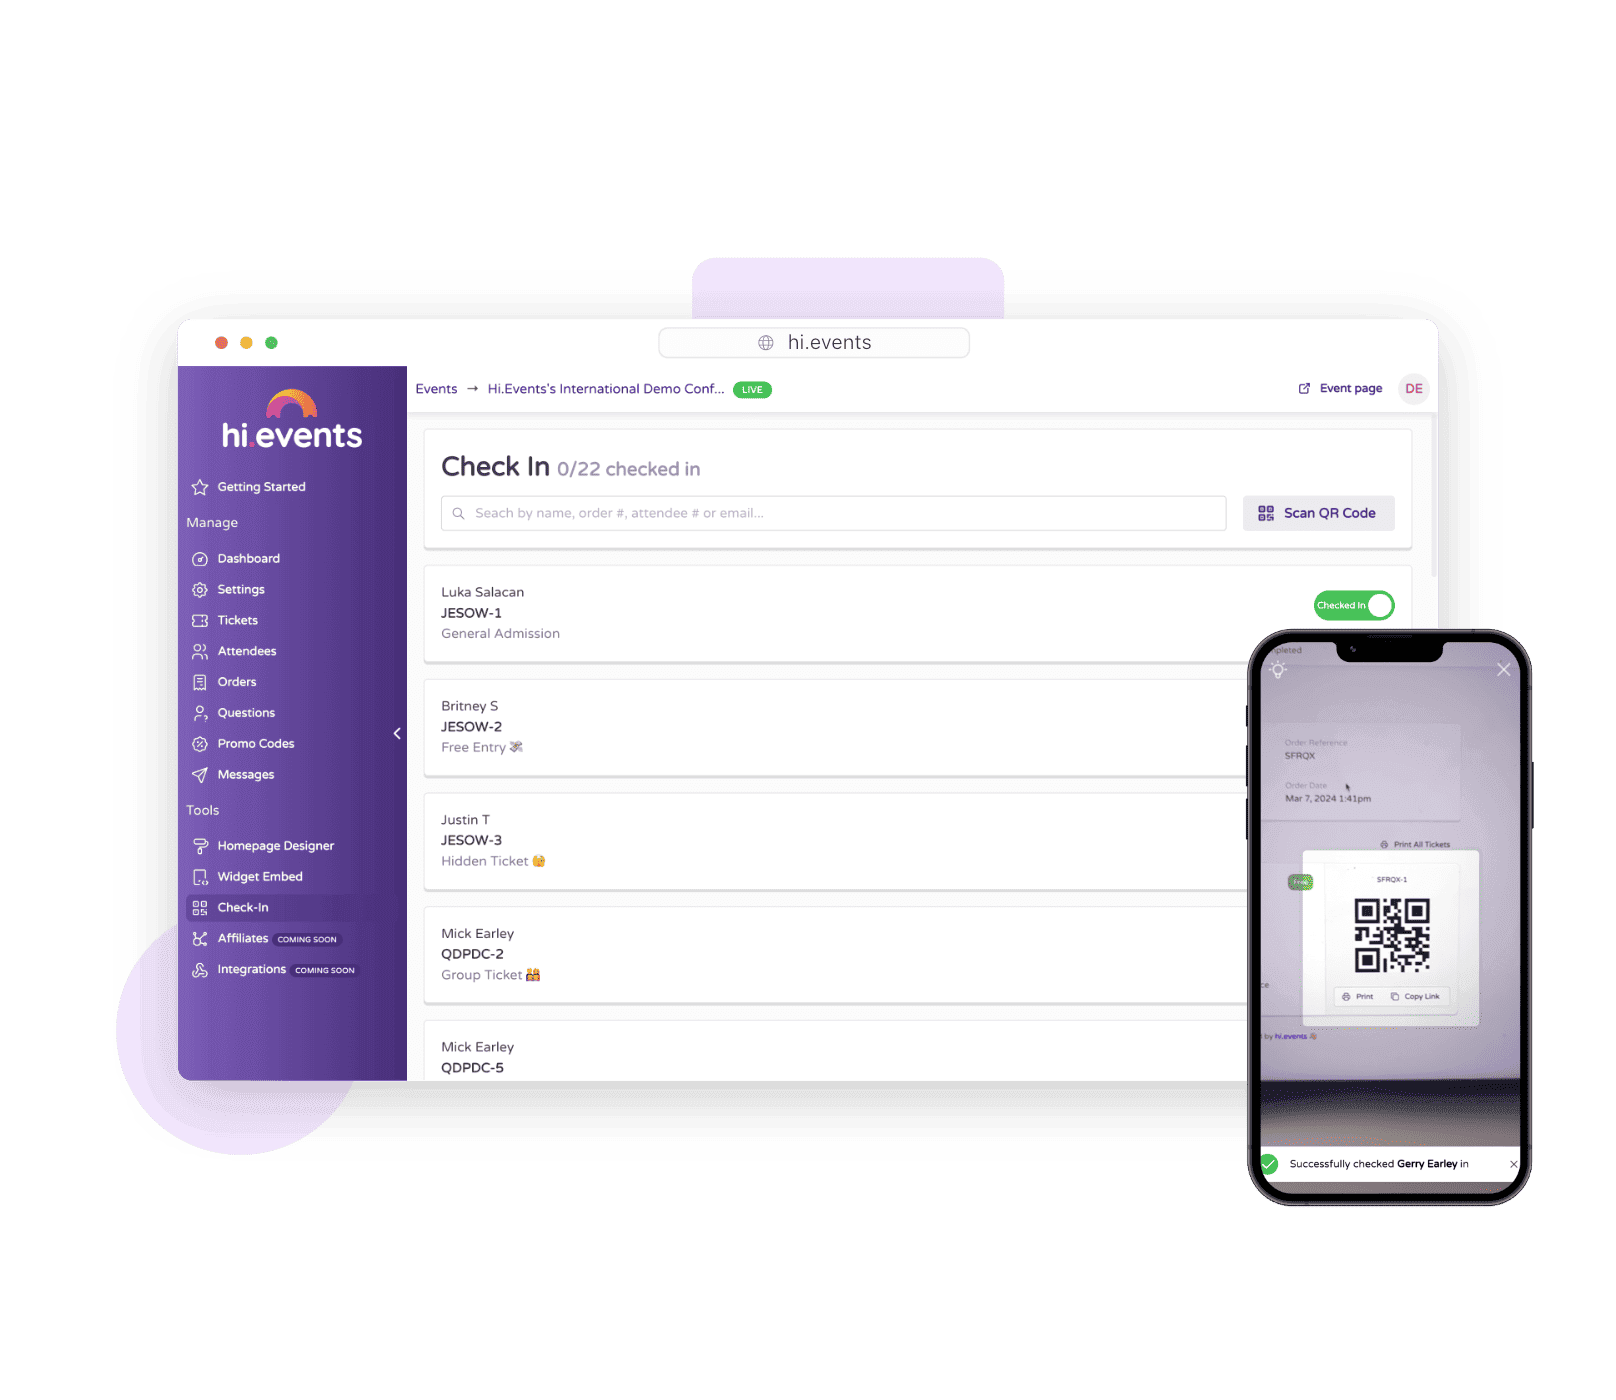 hi.events
hi.events
Events → Hi.Events's International Demo Conf... LIVE
Event page
DE
Getting Started
Manage
Dashboard
Settings
Tickets
Attendees
Orders
Questions
Promo Codes
Messages
Tools
Homepage Designer
Widget Embed
Check-In
Affiliates COMING SOON
Integrations COMING SOON
Check In 0/22 checked in
Seach by name, order #, attendee # or email...
Scan QR Code
Luka Salacan
JESOW-1
General Admission
Checked In
Britney S
JESOW-2
Free Entry 💸
Justin T
JESOW-3
Hidden Ticket 🫣
Mick Earley
QDPDC-2
Group Ticket 👯
Mick Earley
QDPDC-5
Order Reference
SFRQX
Order Date
Mar 7, 2024 1:41pm
Print All Tickets
SFRQX-1
Print
Copy Link
by hi.events
Successfully checked Gerry Earley in